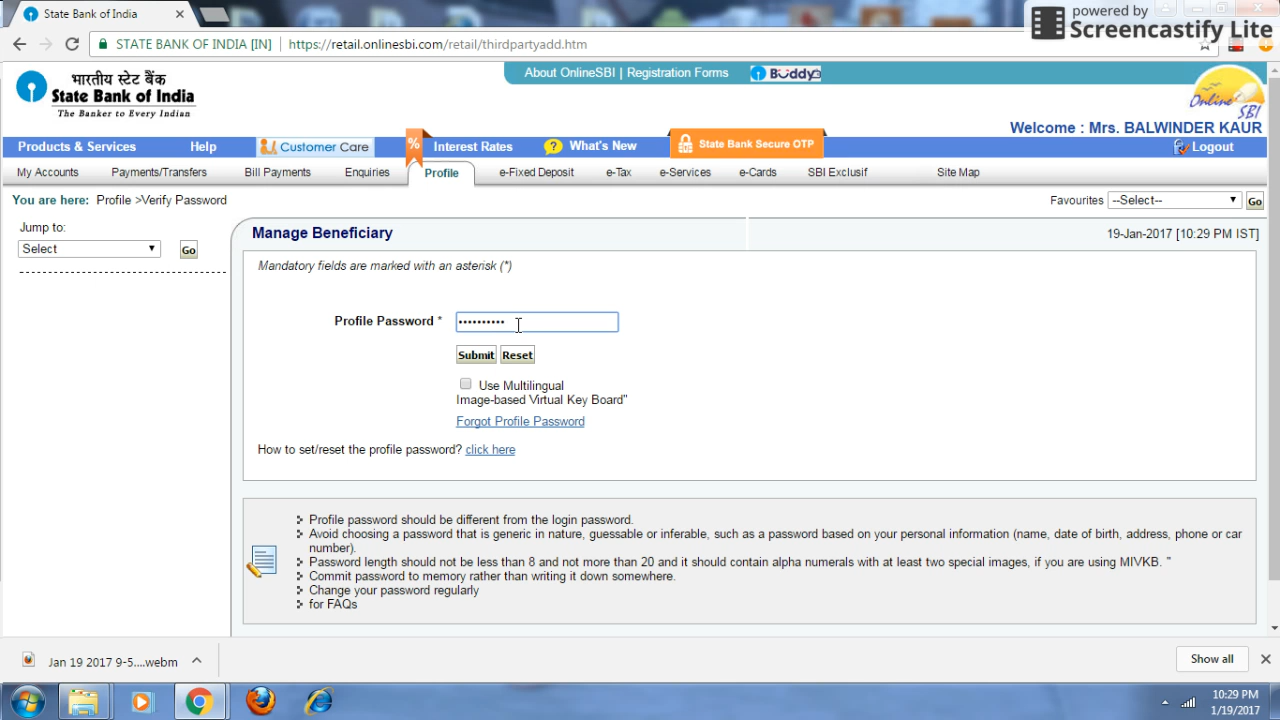 State Bank of India
powered by
Screencastify Lite
STATE BANK OF INDIA [IN] https://retail.onlinesbi.com/retail/thirdpartyadd.htm
भारतीय स्टेट बैंक
State Bank of India
The Banker to Every Indian
About OnlineSBI | Registration Forms Buddy
Online SBI
Welcome : Mrs. BALWINDER KAUR
Products & Services Help Customer Care % Interest Rates ? What's New State Bank Secure OTP Logout
My Accounts Payments/Transfers Bill Payments Enquiries Profile e-Fixed Deposit e-Tax e-Services e-Cards SBI Exclusif Site Map
You are here: Profile >Verify Password Favourites --Select-- Go
Jump to:
Select Go
Manage Beneficiary 19-Jan-2017 [10:29 PM IST]
Mandatory fields are marked with an asterisk (*)
Profile Password * ••••••••••
Submit Reset
Use Multilingual
Image-based Virtual Key Board"
Forgot Profile Password
How to set/reset the profile password? click here
Profile password should be different from the login password.
Avoid choosing a password that is generic in nature, guessable or inferable, such as a password based on your personal information (name, date of birth, address, phone or car
number).
Password length should not be less than 8 and not more than 20 and it should contain alpha numerals with at least two special images, if you are using MIVKB. "
Commit password to memory rather than writing it down somewhere.
Change your password regularly
for FAQs
Jan 19 2017 9-5....webm Show all
10:29 PM
1/19/2017